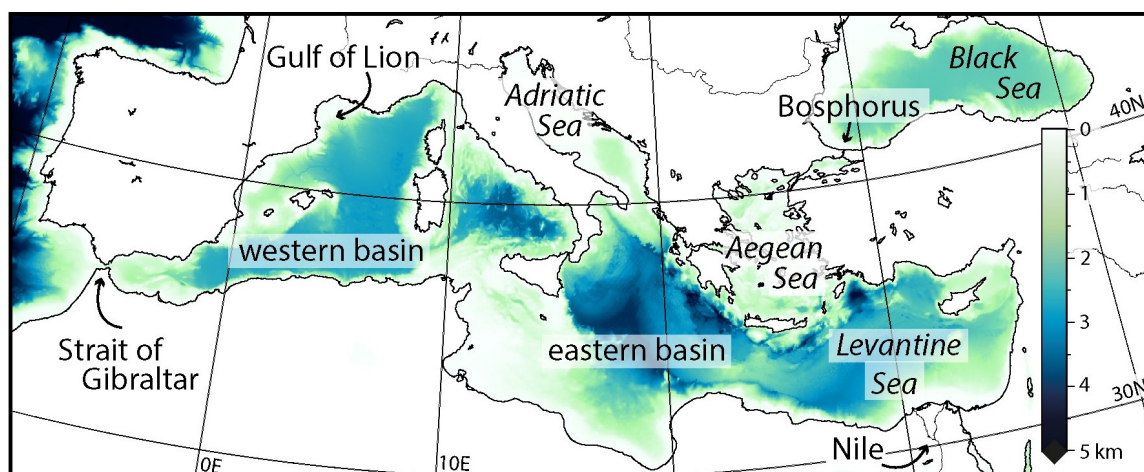 Gulf of Lion
Adriatic
Sea
Black
Sea
Bosphorus
40N
0
1
2
3
4
5 km
western basin
Aegean
Sea
Strait of
Gibraltar
eastern basin
Levantine
Sea
30N
Nile
0E
10E